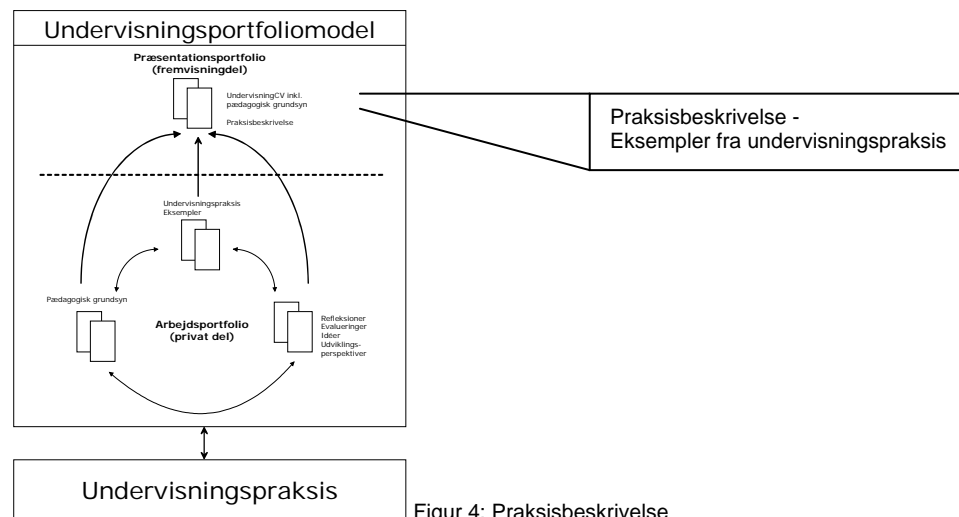 Undervisningsportfoliomodel
Præsentationsportfolio
(fremvisningdel)
UndervisningCV inkl.
pædagogisk grundsyn
Praksisbeskrivelse
Praksisbeskrivelse -
Eksempler fra undervisningspraksis
Undervisningspraksis
Eksempler
Pædagogisk grundsyn
Arbejdsportfolio
(privat del)
Refleksioner
Evalueringer
Idéer
Udviklings-
perspektiver
Undervisningspraksis
Figur 4: Praksisbeskrivelse